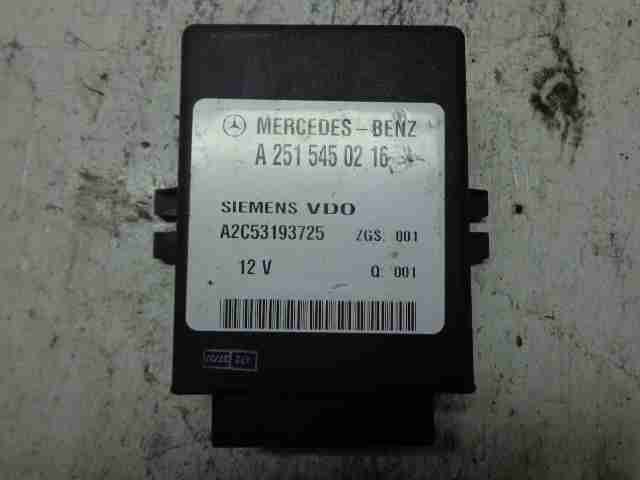 MERCEDES-BENZ
A 251 545 02 16
SIEMENS VDO
A2C53193725 ZGS. 001
12 V Q: 001